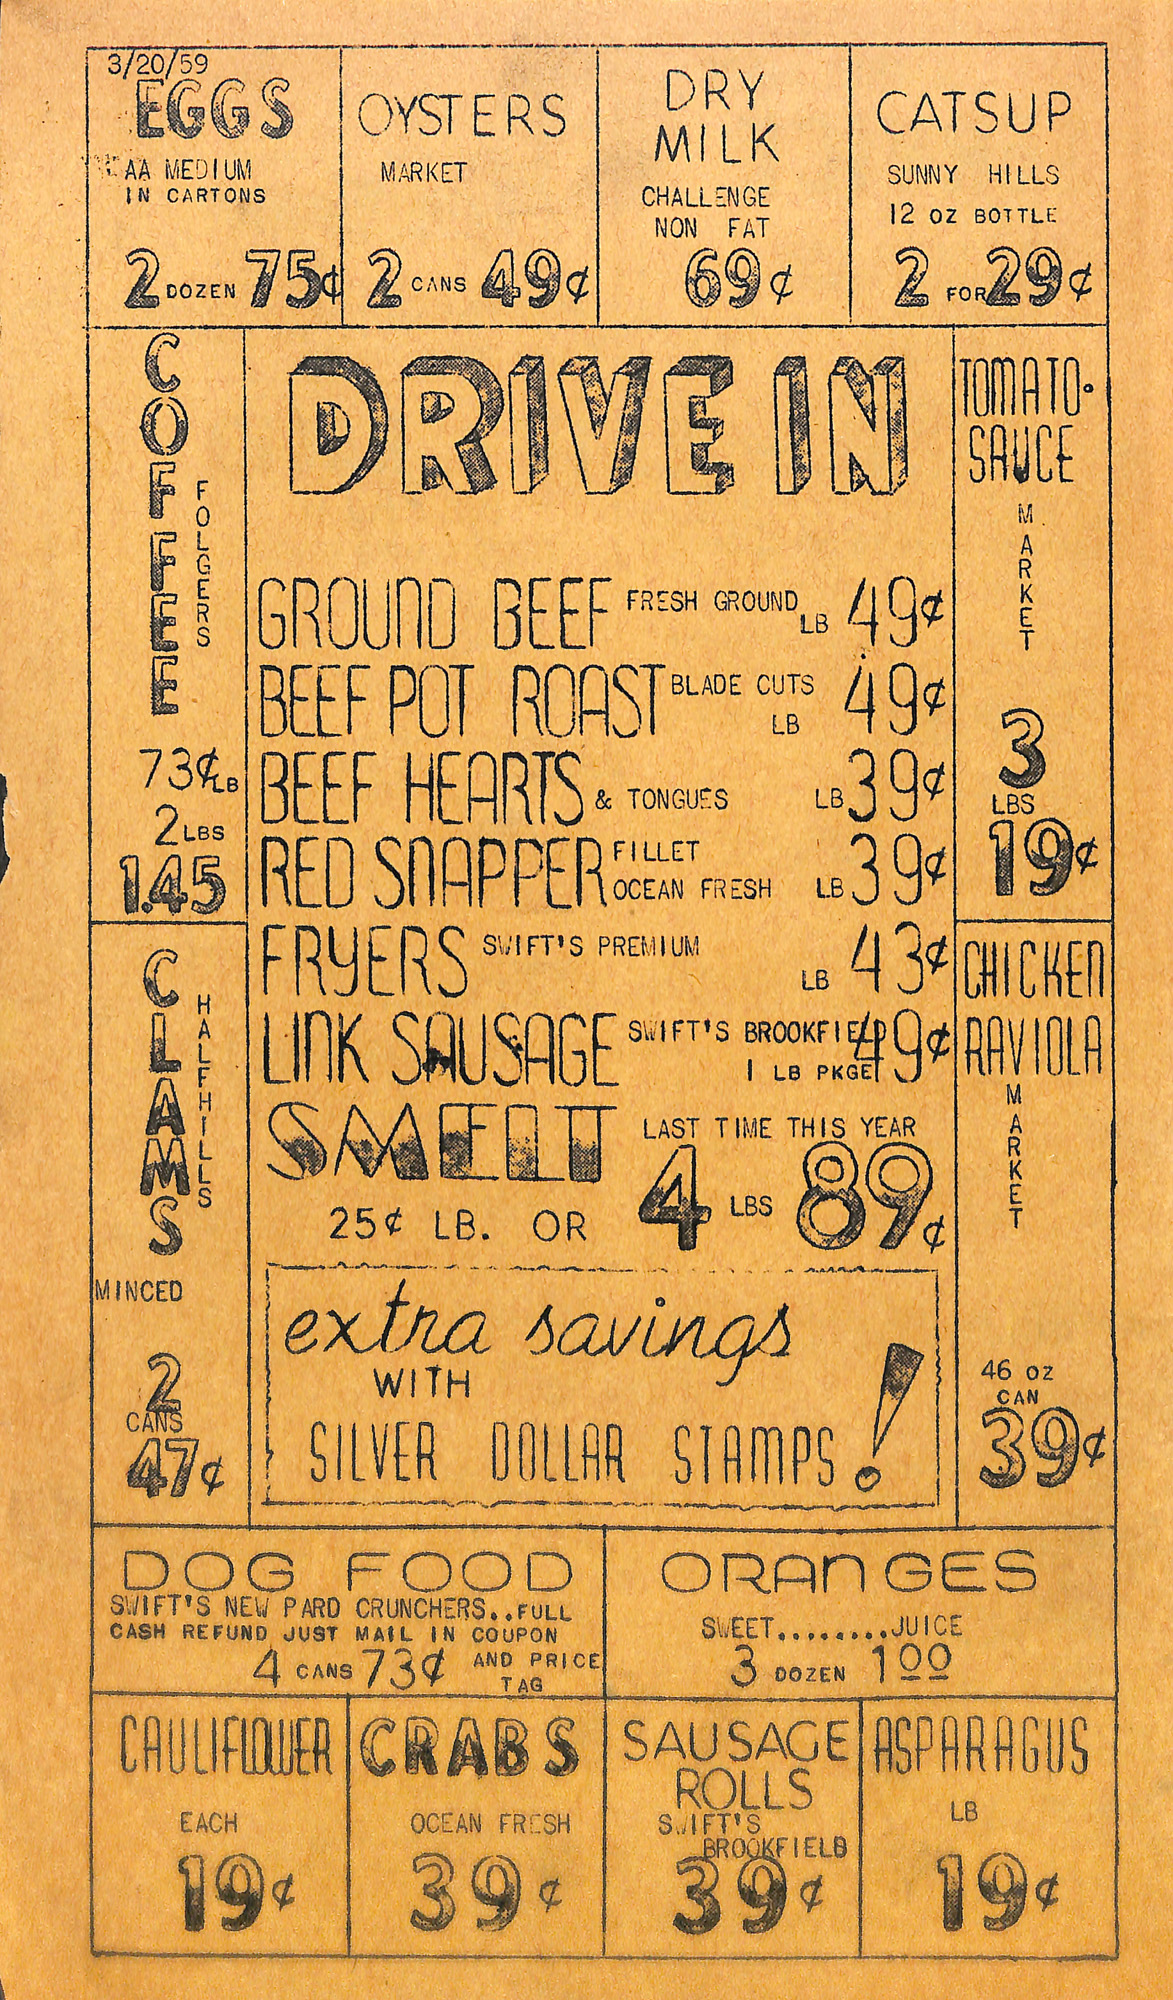 3/20/59
EGGS
AA MEDIUM
IN CARTONS
2 DOZEN 75¢
OYSTERS
MARKET
2 CANS 49¢
DRY
MILK
CHALLENGE
NON FAT
69¢
CATSUP
SUNNY HILLS
12 OZ BOTTLE
2 FOR 29¢
COFFEE
FOLGERS
73¢ LB
2 LBS
1.45
CLAMS
HALFHILLS
MINCED
2
CANS
47¢
DRIVE IN
GROUND BEEF FRESH GROUND LB 49¢
BEEF POT ROAST BLADE CUTS
LB 49¢
BEEF HEARTS & TONGUES LB 39¢
RED SNAPPER FILLET
OCEAN FRESH LB 39¢
FRYERS SWIFT'S PREMIUM
LB 43¢
LINK SAUSAGE SWIFT'S BROOKFIELD 49¢
1 LB PKGE
SMELT LAST TIME THIS YEAR
25¢ LB. OR 4 LBS 89¢
extra savings
WITH
SILVER DOLLAR STAMPS!
TOMATO-
SAUCE
MARKET
3
LBS
19¢
CHICKEN
RAVIOLA
MARKET
46 OZ
CAN
39¢
DOG FOOD
SWIFT'S NEW PARD CRUNCHERS..FULL
CASH REFUND JUST MAIL IN COUPON
4 CANS 73¢ AND PRICE
TAG
ORANGES
SWEET.........JUICE
3 DOZEN 1 00
CAULIFLOWER
EACH
19¢
CRABS
OCEAN FRESH
39¢
SAUSAGE
ROLLS
SWIFT'S
BROOKFIELD
39¢
ASPARAGUS
LB
19¢